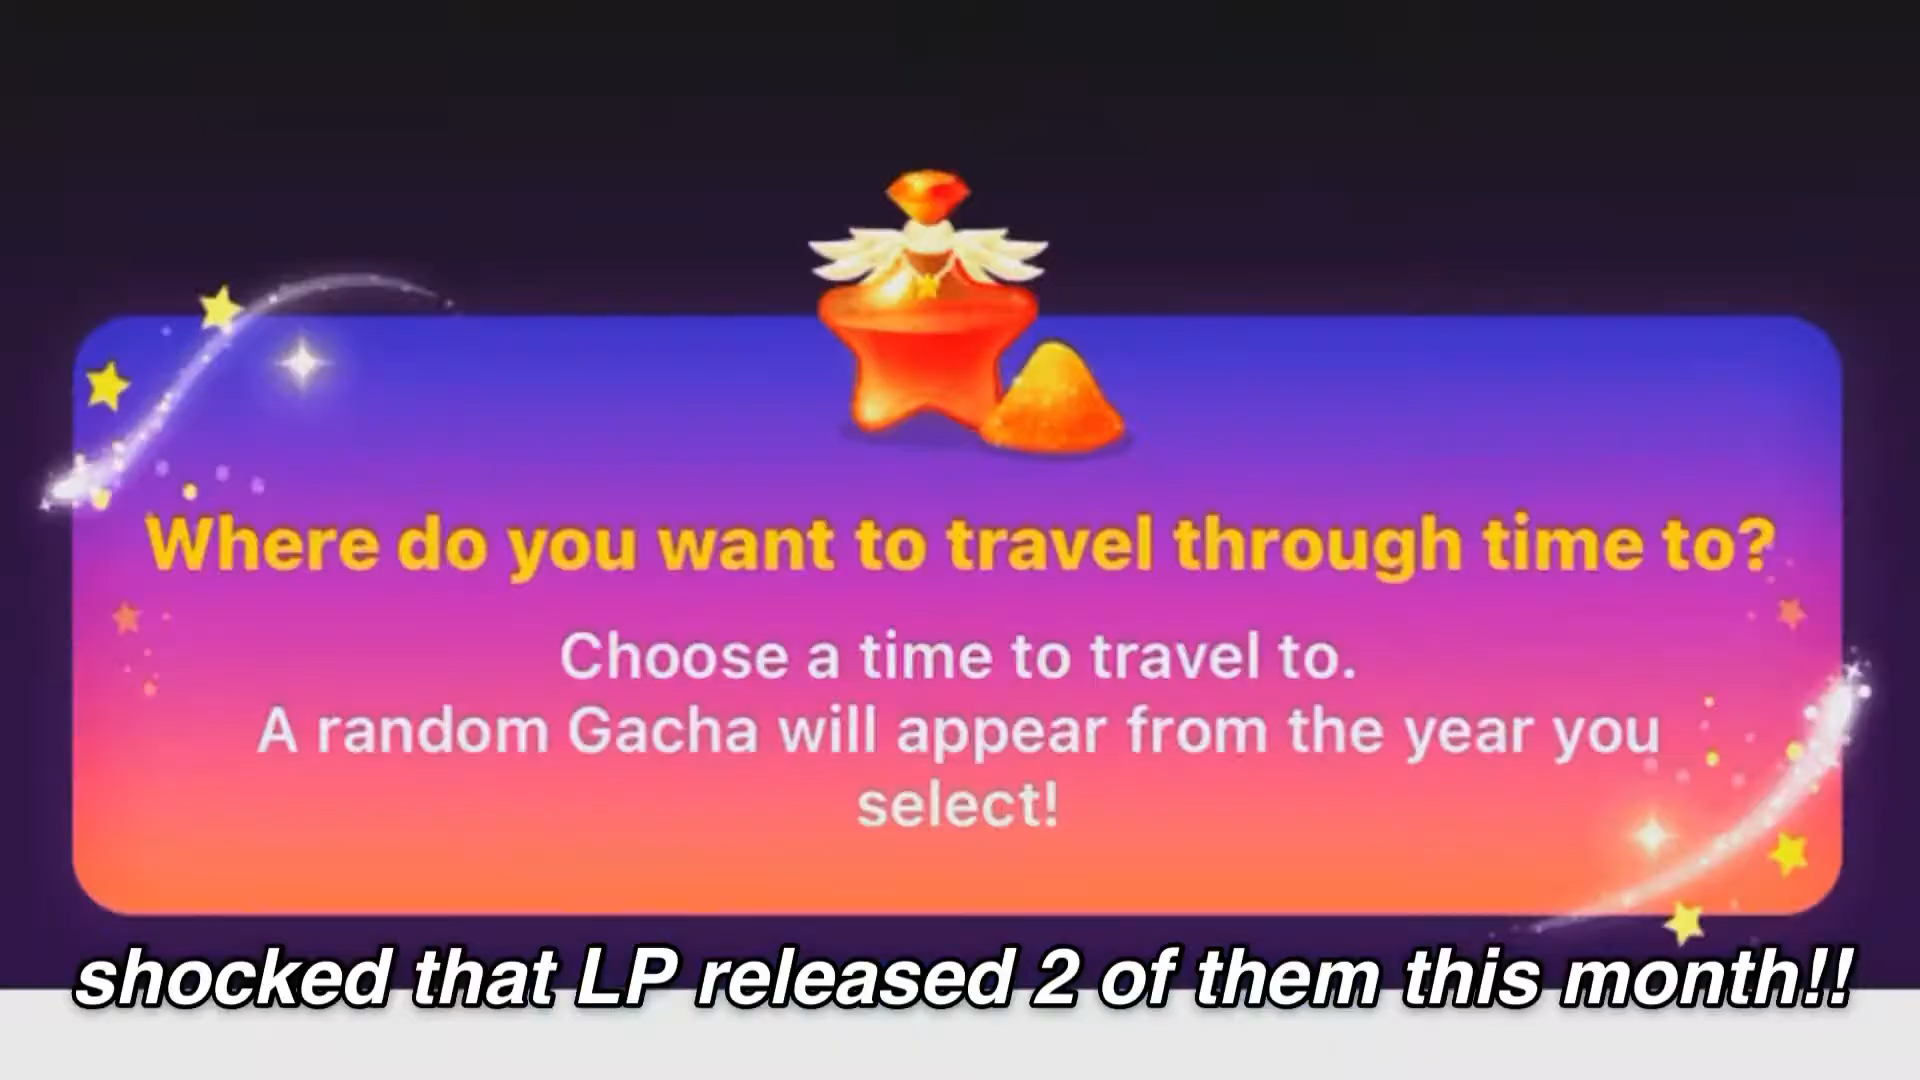 Where do you want to travel through time to?
Choose a time to travel to.
A random Gacha will appear from the year you
select!
shocked that LP released 2 of them this month!!